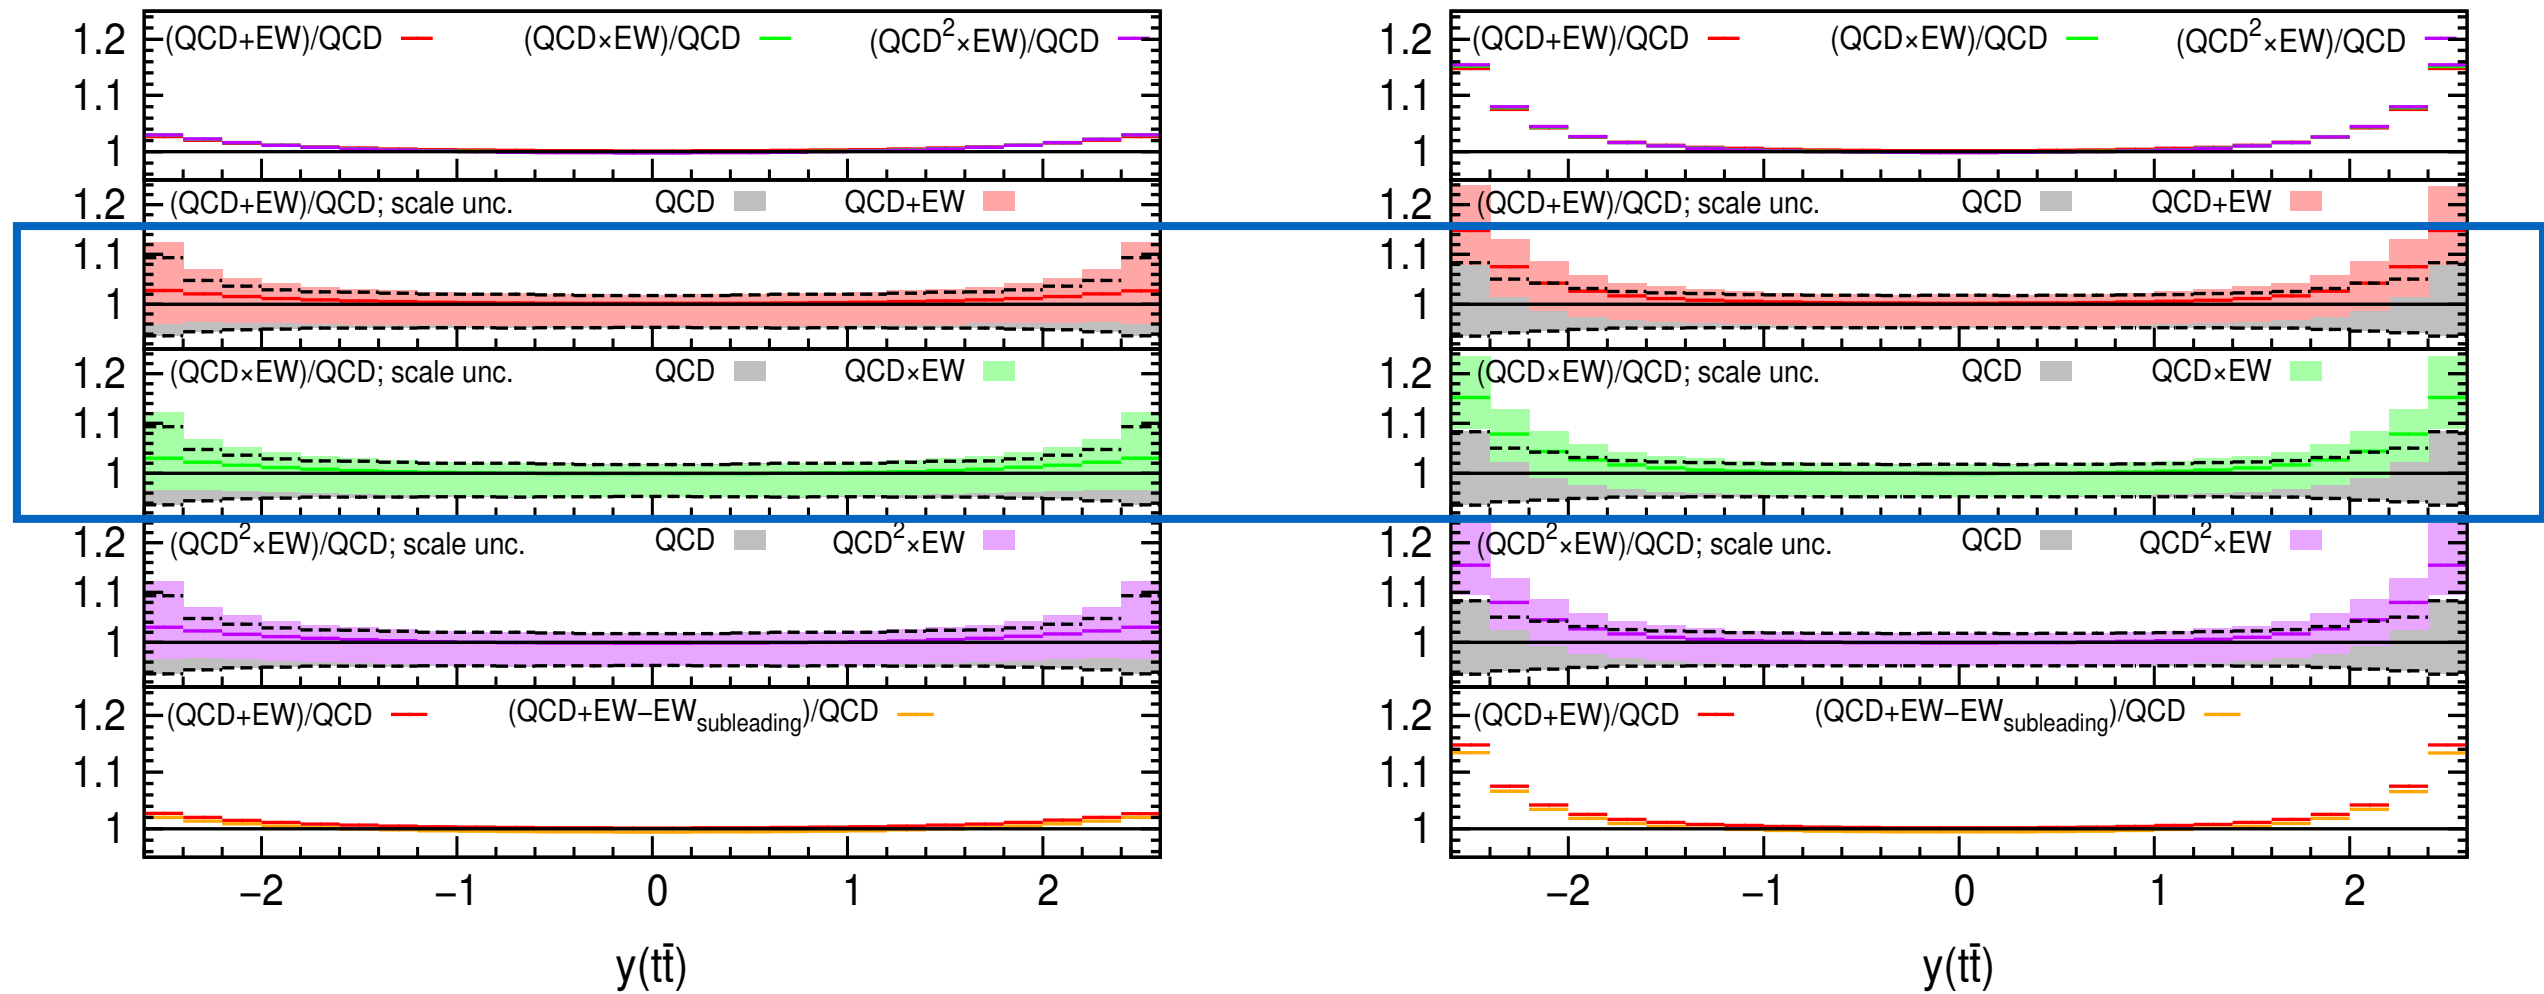 1.2 (QCD+EW)/QCD (QCD×EW)/QCD (QCD²×EW)/QCD
1.1
1
1.2 (QCD+EW)/QCD; scale unc. QCD QCD+EW
1.1
1
1.2 (QCD×EW)/QCD; scale unc. QCD QCD×EW
1.1
1
1.2 (QCD²×EW)/QCD; scale unc. QCD QCD²×EW
1.1
1
1.2 (QCD+EW)/QCD (QCD+EW−EW_subleading)/QCD
1.1
1
−2 −1 0 1 2
y(tt̄)
1.2 (QCD+EW)/QCD (QCD×EW)/QCD (QCD²×EW)/QCD
1.1
1
1.2 (QCD+EW)/QCD; scale unc. QCD QCD+EW
1.1
1
1.2 (QCD×EW)/QCD; scale unc. QCD QCD×EW
1.1
1
1.2 (QCD²×EW)/QCD; scale unc. QCD QCD²×EW
1.1
1
1.2 (QCD+EW)/QCD (QCD+EW−EW_subleading)/QCD
1.1
1
−2 −1 0 1 2
y(tt̄)